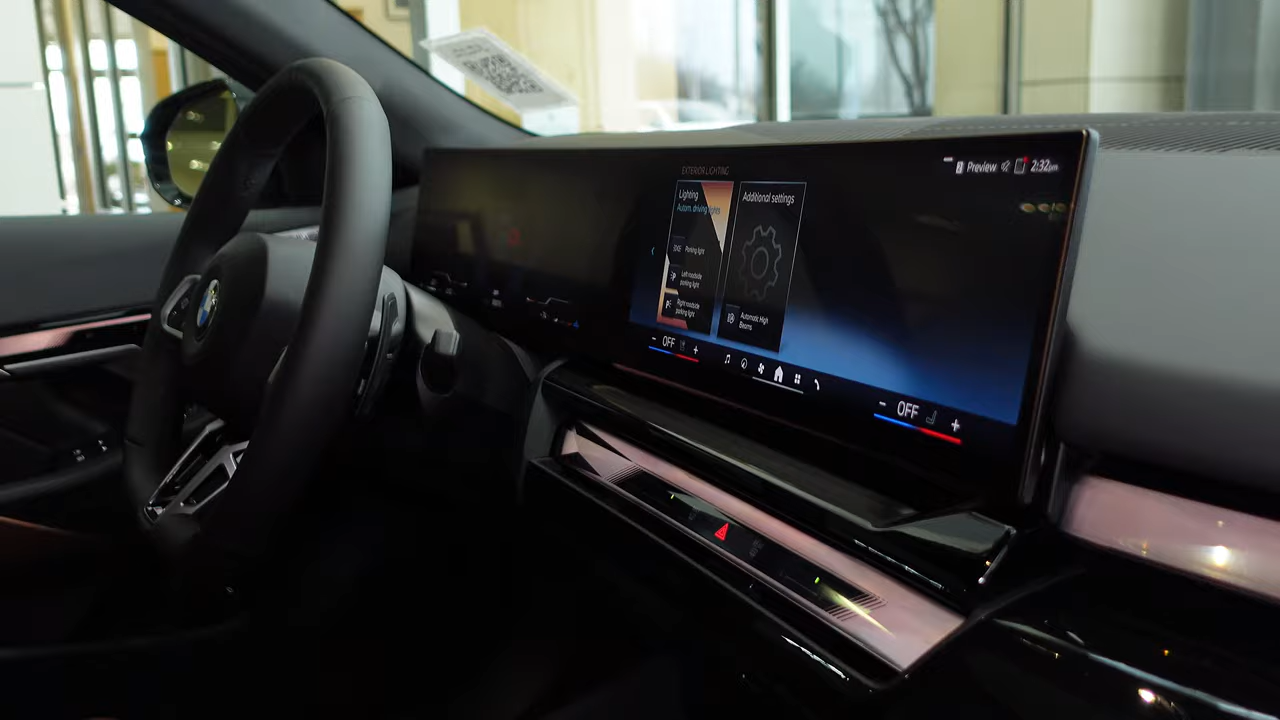 EXTERIOR LIGHTING
Preview 2:32pm
Lighting
Autom. driving lights
Parking light
Left roadside
parking light
Right roadside
parking light
Additional settings
Automatic High
Beams
- OFF +
- OFF +